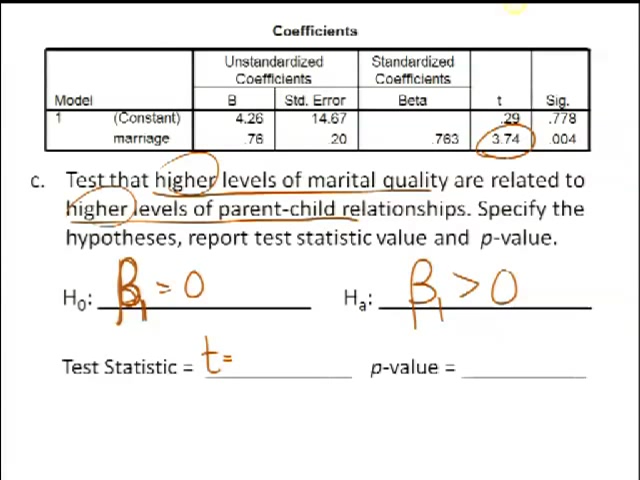 Coefficients
Unstandardized Coefficients Standardized Coefficients
Model B Std. Error Beta t Sig.
1 (Constant) 4.26 14.67 .29 .778
marriage .76 .20 .763 3.74 .004
c. Test that higher levels of marital quality are related to
higher levels of parent-child relationships. Specify the
hypotheses, report test statistic value and p-value.
H₀: β₁ = 0 Hₐ: β₁ > 0
Test Statistic = t= p-value =